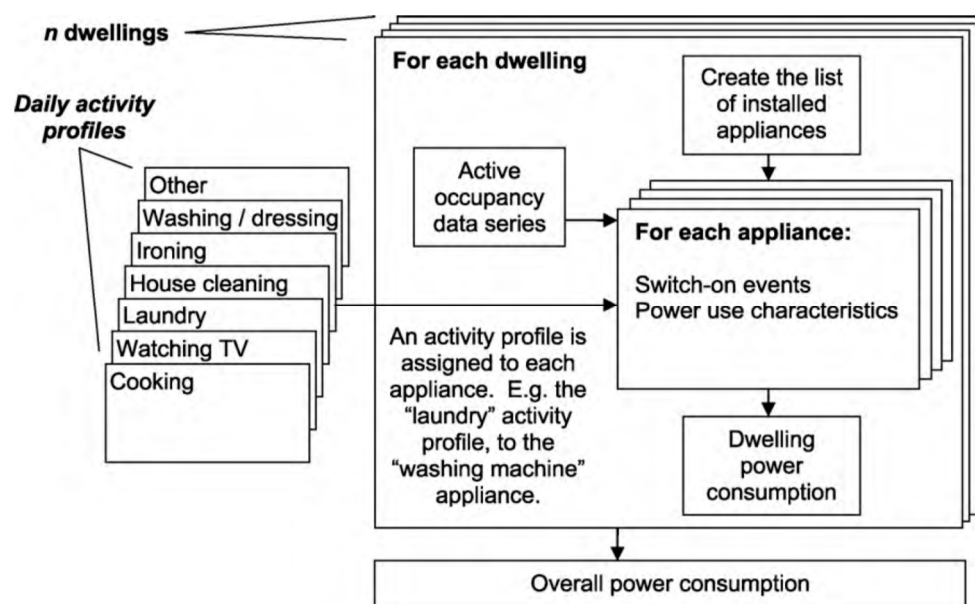 n dwellings
Daily activity
profiles
Other
Washing / dressing
Ironing
House cleaning
Laundry
Watching TV
Cooking
For each dwelling
Create the list
of installed
appliances
Active
occupancy
data series
For each appliance:
Switch-on events
Power use characteristics
An activity profile is
assigned to each
appliance. E.g. the
“laundry” activity
profile, to the
“washing machine”
appliance.
Dwelling
power
consumption
Overall power consumption